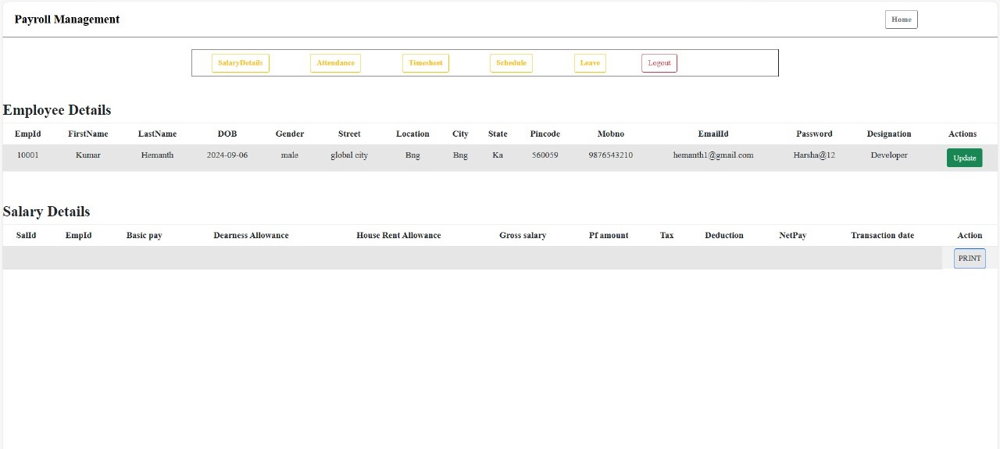 Payroll Management Home
SalaryDetails Attendance Timesheet Schedule Leave Logout
Employee Details
EmpId FirstName LastName DOB Gender Street Location City State Pincode Mobno EmailId Password Designation Actions
10001 Kumar Hemanth 2024-09-06 male global city Bng Bng Ka 560059 9876543210 hemanth1@gmail.com Harsha@12 Developer Update
Salary Details
SalId EmpId Basic pay Dearness Allowance House Rent Allowance Gross salary Pf amount Tax Deduction NetPay Transaction date Action
PRINT